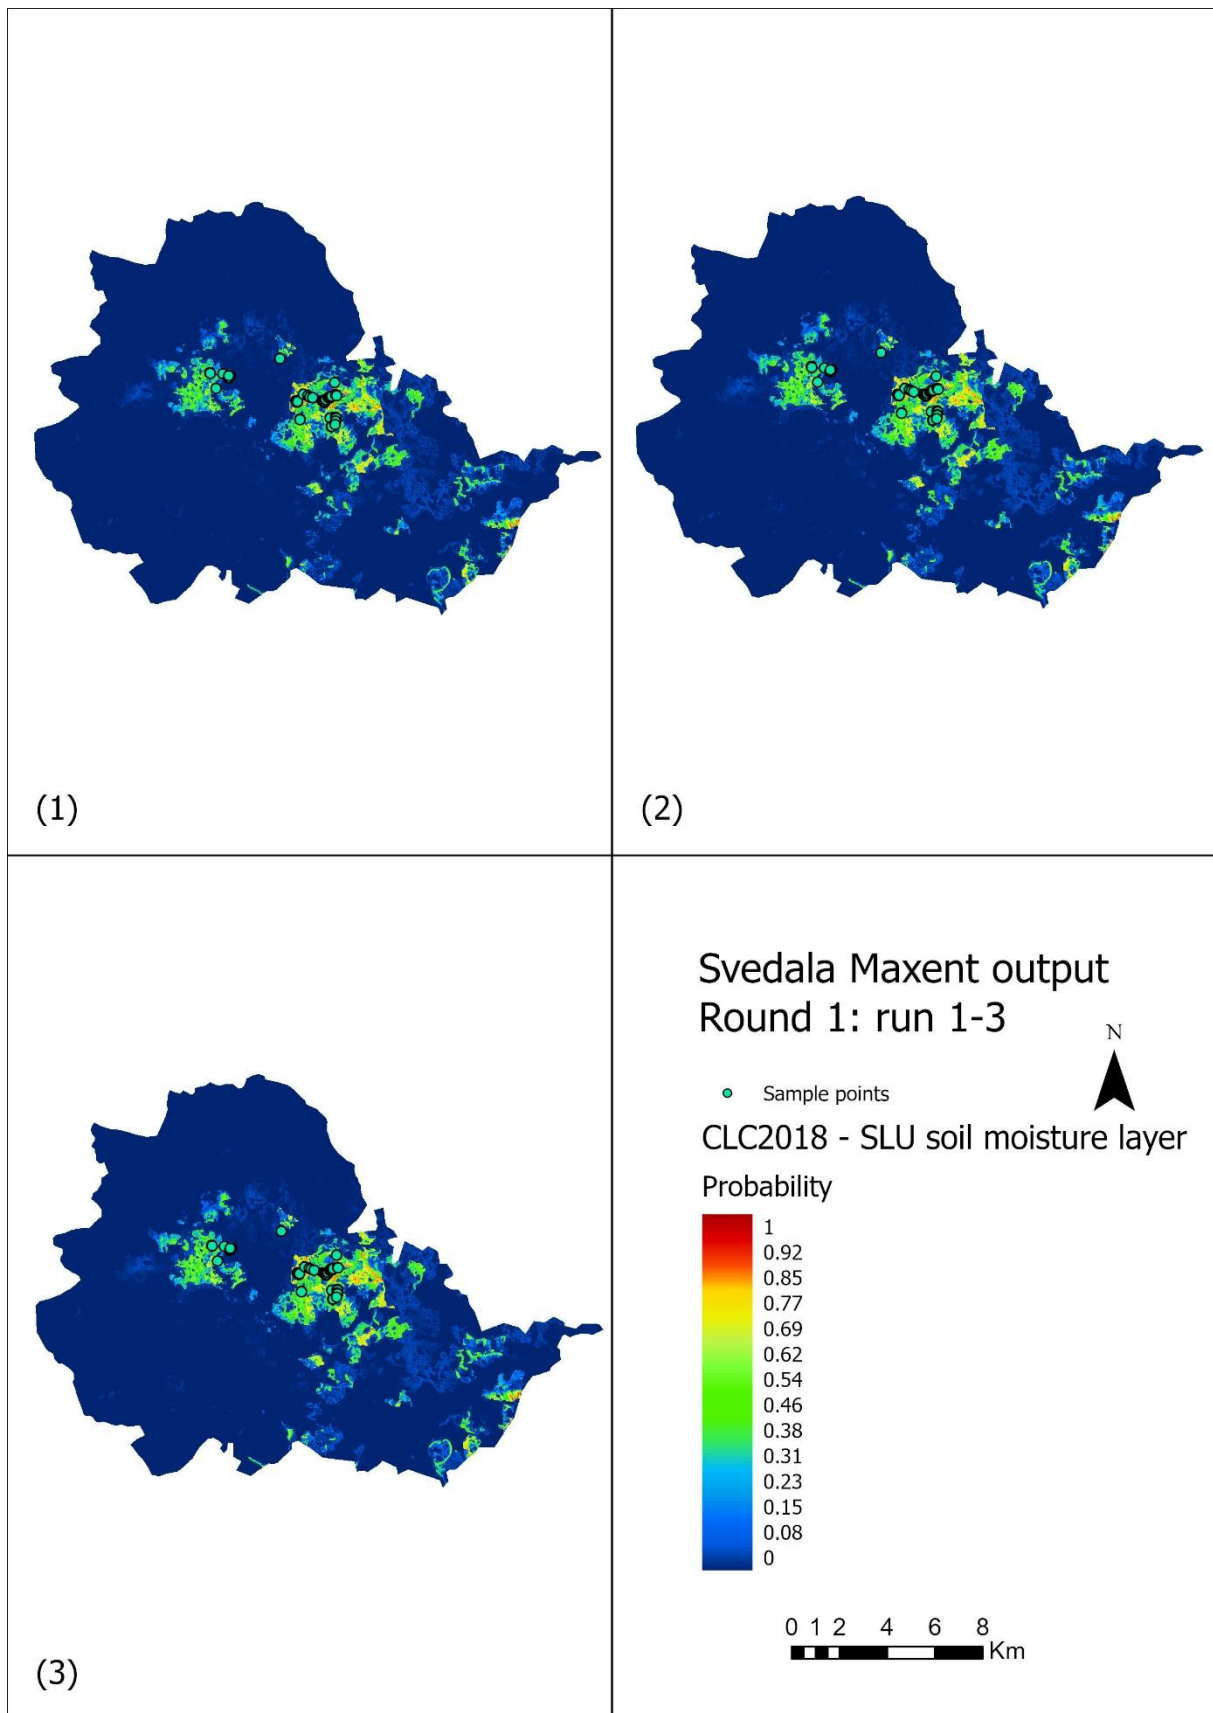 (1)
(2)
(3)
Svedala Maxent output
Round 1: run 1-3
N
Sample points
CLC2018 - SLU soil moisture layer
Probability
1
0.92
0.85
0.77
0.69
0.62
0.54
0.46
0.38
0.31
0.23
0.15
0.08
0
0 1 2 4 6 8
Km